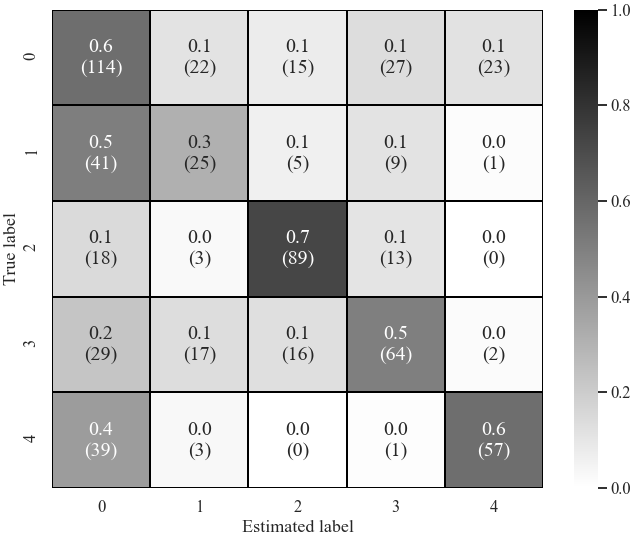 0.6 0.1 0.1 0.1 0.1 1.0
(114) (22) (15) (27) (23)
0
0.8
0.5 0.3 0.1 0.1 0.0
(41) (25) (5) (9) (1)
1
0.6
True label
0.1 0.0 0.7 0.1 0.0
(18) (3) (89) (13) (0)
2
0.4
0.2 0.1 0.1 0.5 0.0
(29) (17) (16) (64) (2)
3
0.2
0.4 0.0 0.0 0.0 0.6
(39) (3) (0) (1) (57)
4
0.0
0 1 2 3 4
Estimated label